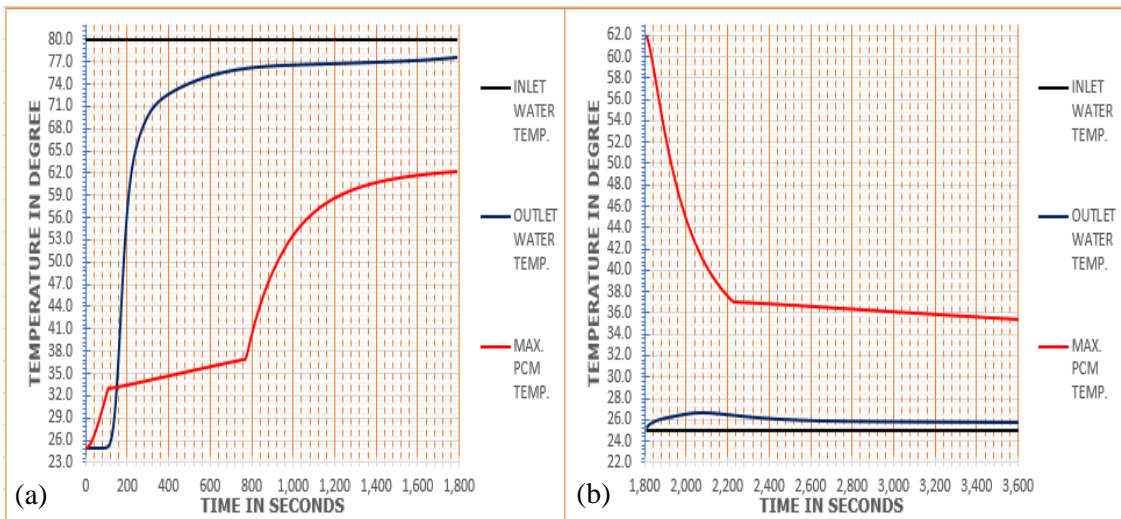 TEMPERATURE IN DEGREE
80.0
77.0
74.0
71.0
68.0
65.0
62.0
59.0
56.0
53.0
50.0
47.0
44.0
41.0
38.0
35.0
32.0
29.0
26.0
23.0
0 200 400 600 800 1,000 1,200 1,400 1,600 1,800
TIME IN SECONDS
(a)
INLET
WATER
TEMP.
OUTLET
WATER
TEMP.
MAX.
PCM
TEMP.
TEMPERATURE IN DEGREE
62.0
60.0
58.0
56.0
54.0
52.0
50.0
48.0
46.0
44.0
42.0
40.0
38.0
36.0
34.0
32.0
30.0
28.0
26.0
24.0
22.0
1,800 2,000 2,200 2,400 2,600 2,800 3,000 3,200 3,400 3,600
TIME IN SECONDS
(b)
INLET
WATER
TEMP.
OUTLET
WATER
TEMP.
MAX.
PCM
TEMP.